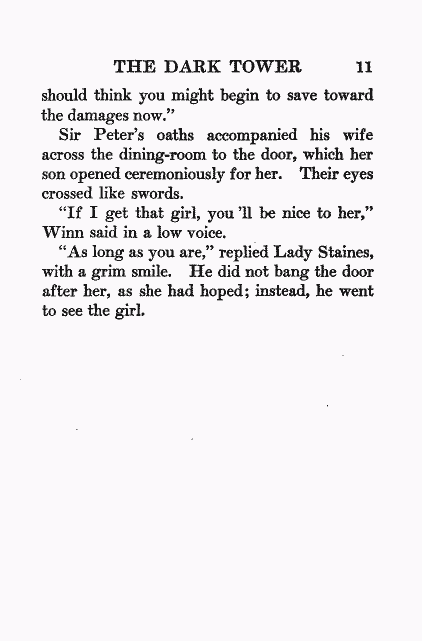 THE DARK TOWER 11
should think you might begin to save toward
the damages now.”
Sir Peter’s oaths accompanied his wife
across the dining-room to the door, which her
son opened ceremoniously for her. Their eyes
crossed like swords.
“If I get that girl, you ’ll be nice to her,”
Winn said in a low voice.
“As long as you are,” replied Lady Staines,
with a grim smile. He did not bang the door
after her, as she had hoped; instead, he went
to see the girl.